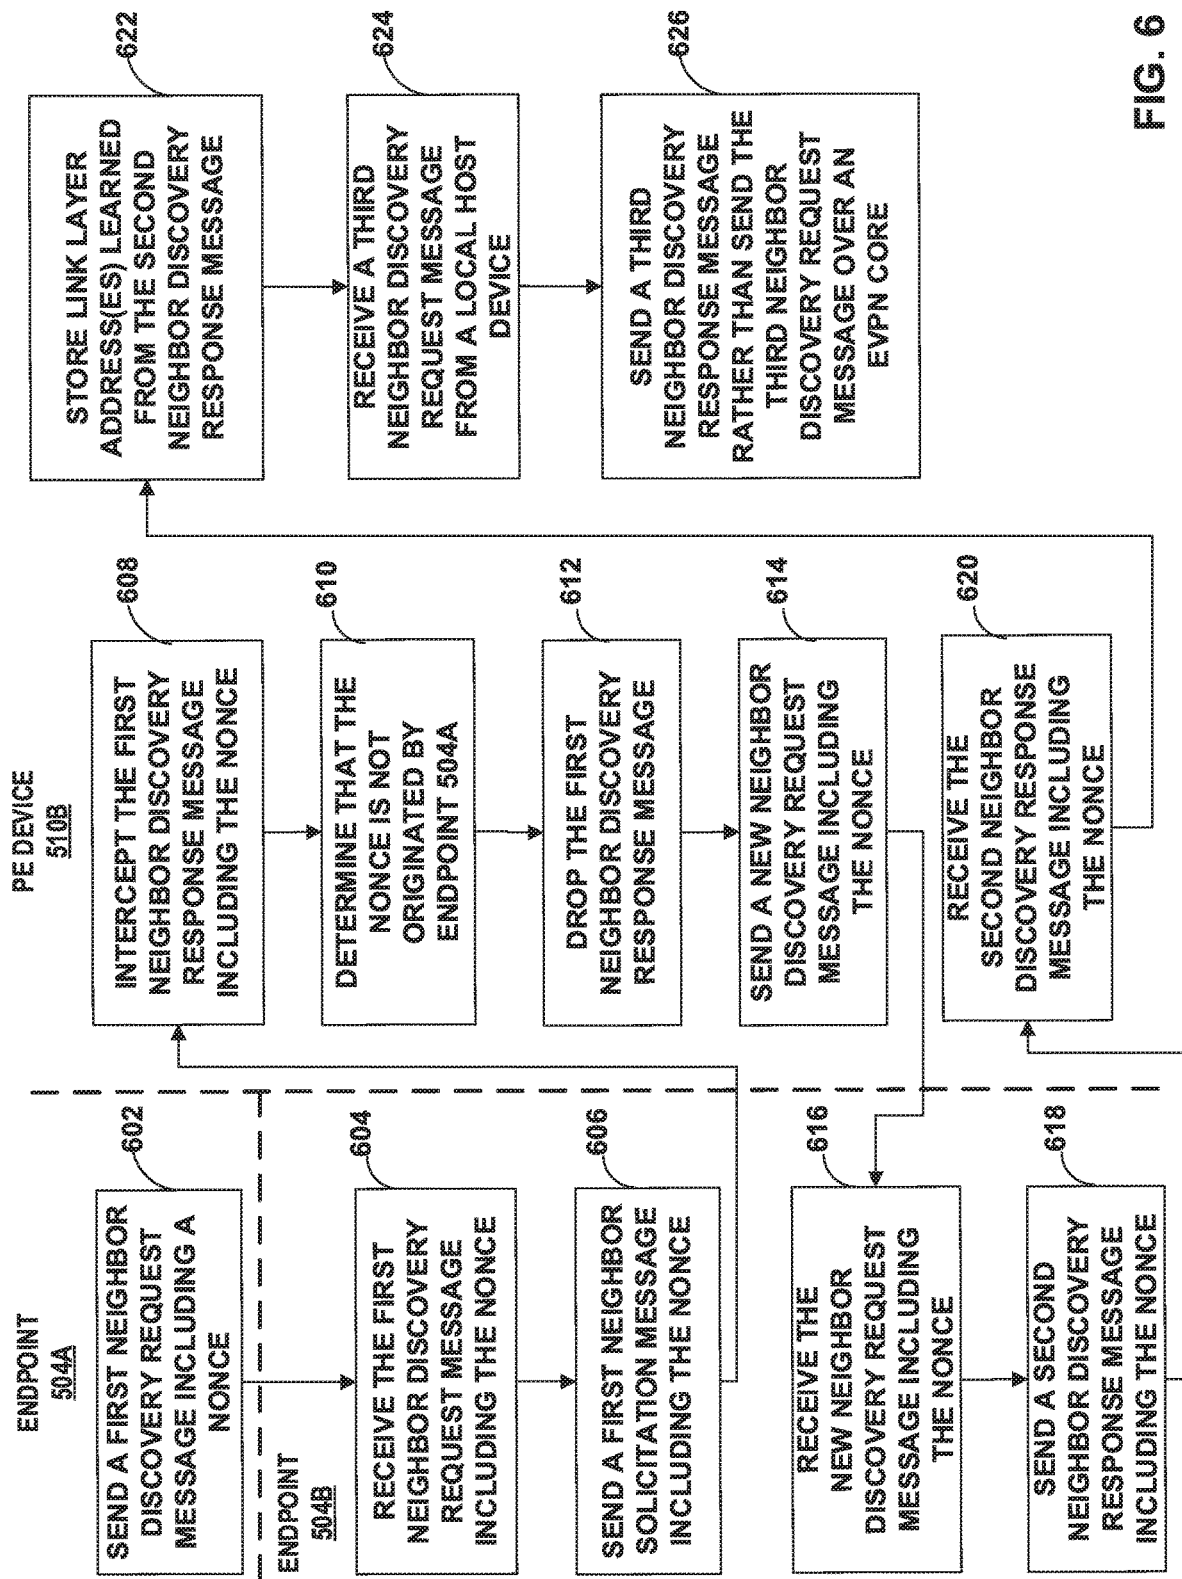 ENDPOINT
504A
SEND A FIRST NEIGHBOR
DISCOVERY REQUEST
MESSAGE INCLUDING A
NONCE
602
ENDPOINT
504B
RECEIVE THE FIRST
NEIGHBOR DISCOVERY
REQUEST MESSAGE
INCLUDING THE NONCE
604
SEND A FIRST NEIGHBOR
SOLICITATION MESSAGE
INCLUDING THE NONCE
606
RECEIVE THE
NEW NEIGHBOR
DISCOVERY REQUEST
MESSAGE INCLUDING
THE NONCE
616
SEND A SECOND
NEIGHBOR DISCOVERY
RESPONSE MESSAGE
INCLUDING THE NONCE
618
PE DEVICE
510B
INTERCEPT THE FIRST
NEIGHBOR DISCOVERY
RESPONSE MESSAGE
INCLUDING THE NONCE
608
DETERMINE THAT THE
NONCE IS NOT
ORIGINATED BY
ENDPOINT 504A
610
DROP THE FIRST
NEIGHBOR DISCOVERY
RESPONSE MESSAGE
612
SEND A NEW NEIGHBOR
DISCOVERY REQUEST
MESSAGE INCLUDING
THE NONCE
614
RECEIVE THE
SECOND NEIGHBOR
DISCOVERY RESPONSE
MESSAGE INCLUDING
THE NONCE
620
STORE LINK LAYER
ADDRESS(ES) LEARNED
FROM THE SECOND
NEIGHBOR DISCOVERY
RESPONSE MESSAGE
622
RECEIVE A THIRD
NEIGHBOR DISCOVERY
REQUEST MESSAGE
FROM A LOCAL HOST
DEVICE
624
SEND A THIRD
NEIGHBOR DISCOVERY
RESPONSE MESSAGE
RATHER THAN SEND THE
THIRD NEIGHBOR
DISCOVERY REQUEST
MESSAGE OVER AN
EVPN CORE
626
FIG. 6